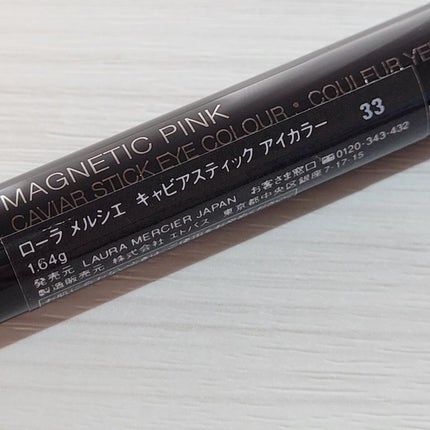 MAGNETIC PINK
CAVIAR STICK EYE COLOUR • COULEUR YE
ローラ メルシエ キャビアスティック アイカラー 33
1.64g
発売元 LAURA MERCIER JAPAN お客さま窓口 0120-343-432
製造販売元 株式会社 エトバス 東京都中央区銀座7-17-15